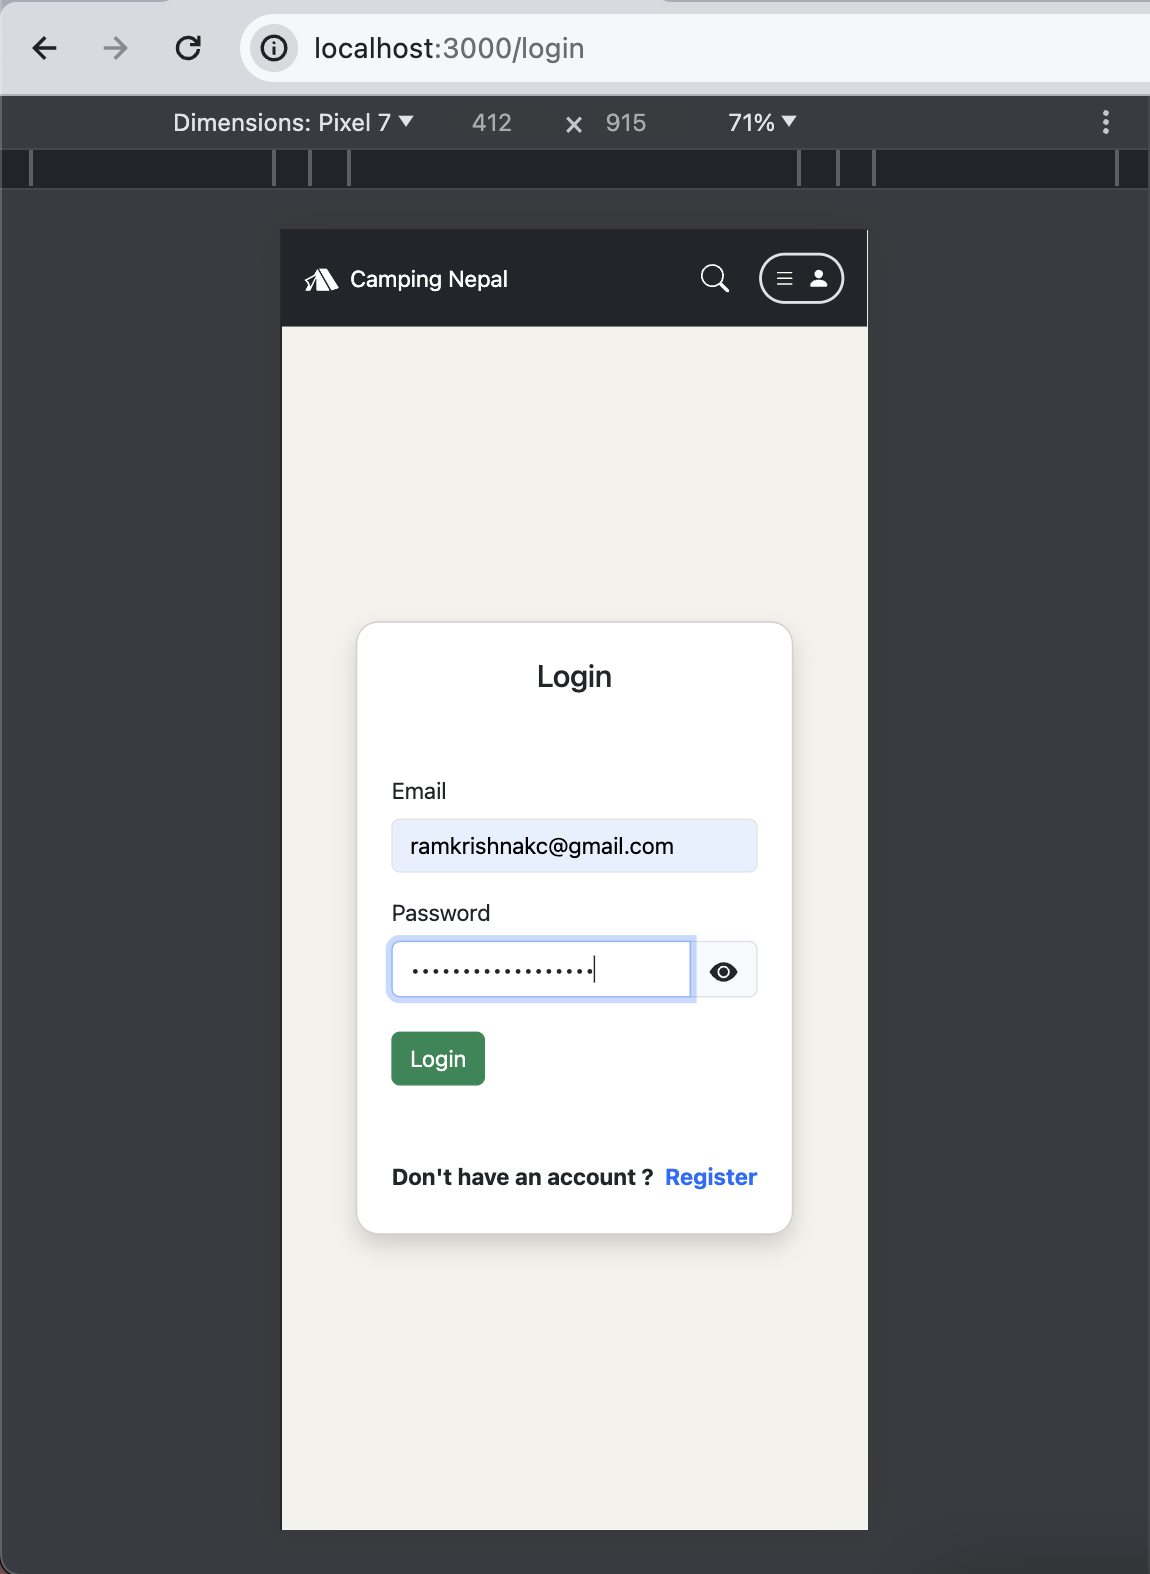 localhost:3000/login
Dimensions: Pixel 7 412 × 915 71%
Camping Nepal
Login
Email
ramkrishnakc@gmail.com
Password
••••••••••••••••••
Login
Don't have an account ? Register